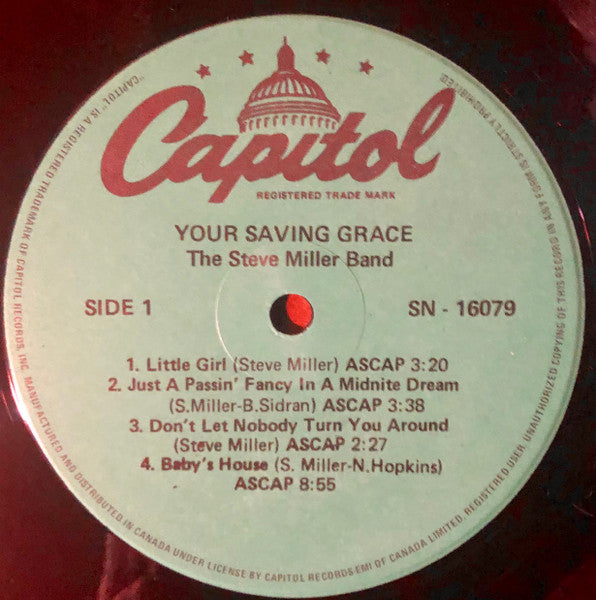 Capitol
REGISTERED TRADE MARK
YOUR SAVING GRACE
The Steve Miller Band
SIDE 1
SN - 16079
1. Little Girl (Steve Miller) ASCAP 3:20
2. Just A Passin' Fancy In A Midnite Dream
(S.Miller-B.Sidran) ASCAP 3:38
3. Don't Let Nobody Turn You Around
(Steve Miller) ASCAP 2:27
4. Baby's House (S. Miller-N.Hopkins)
ASCAP 8:55
"CAPITOL" IS A REGISTERED TRADEMARK OF CAPITOL RECORDS, INC. MANUFACTURED AND DISTRIBUTED IN CANADA UNDER LICENSE BY CAPITOL RECORDS-EMI OF CANADA LIMITED, REGISTERED USER. UNAUTHORIZED COPYING OF THIS RECORD IN ANY FORM IS STRICTLY PROHIBITED.